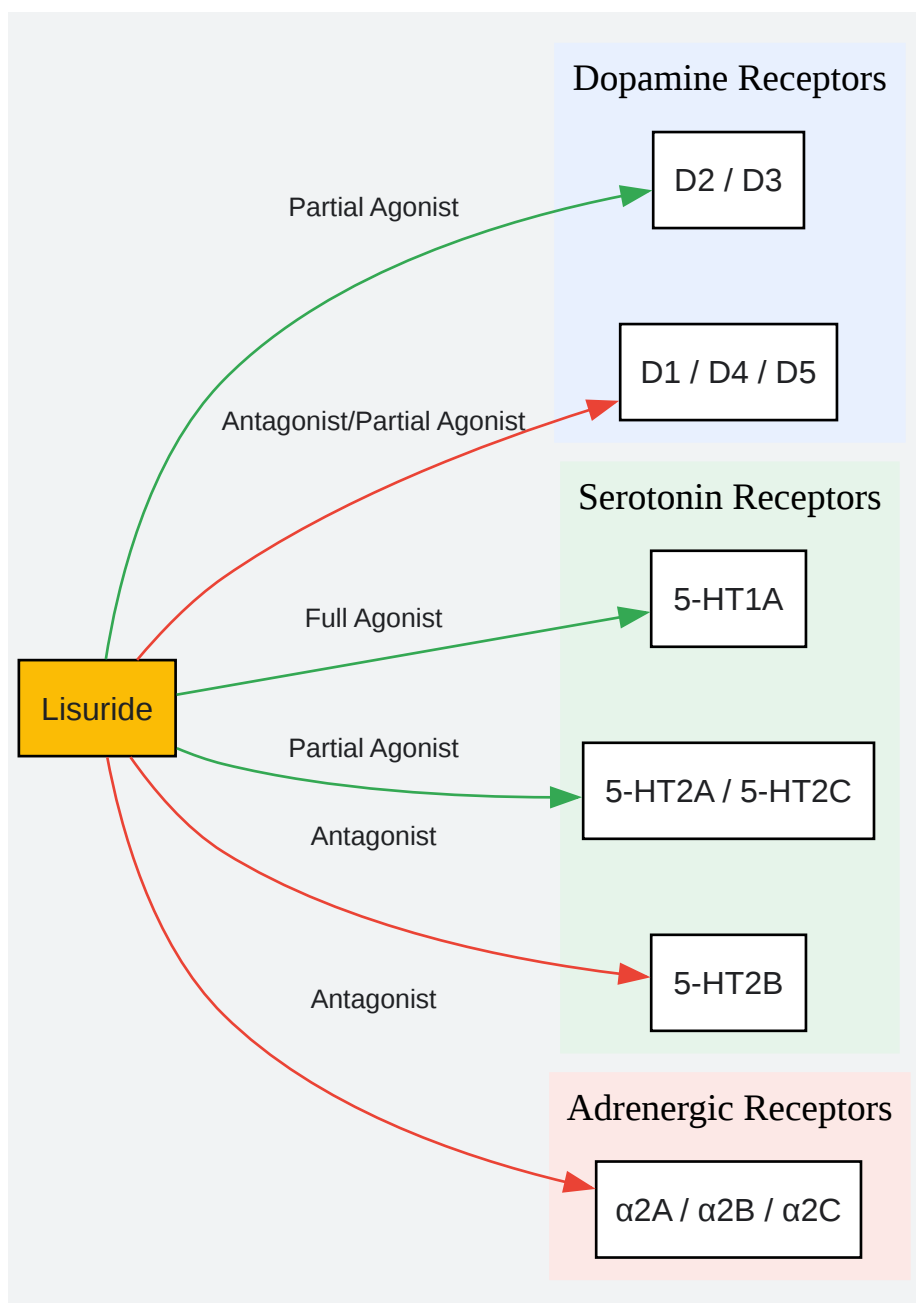 Dopamine Receptors
D2 / D3
Partial Agonist
D1 / D4 / D5
Antagonist/Partial Agonist
Serotonin Receptors
5-HT1A
Full Agonist
Lisuride
Partial Agonist
5-HT2A / 5-HT2C
Antagonist
5-HT2B
Antagonist
Adrenergic Receptors
α2A / α2B / α2C